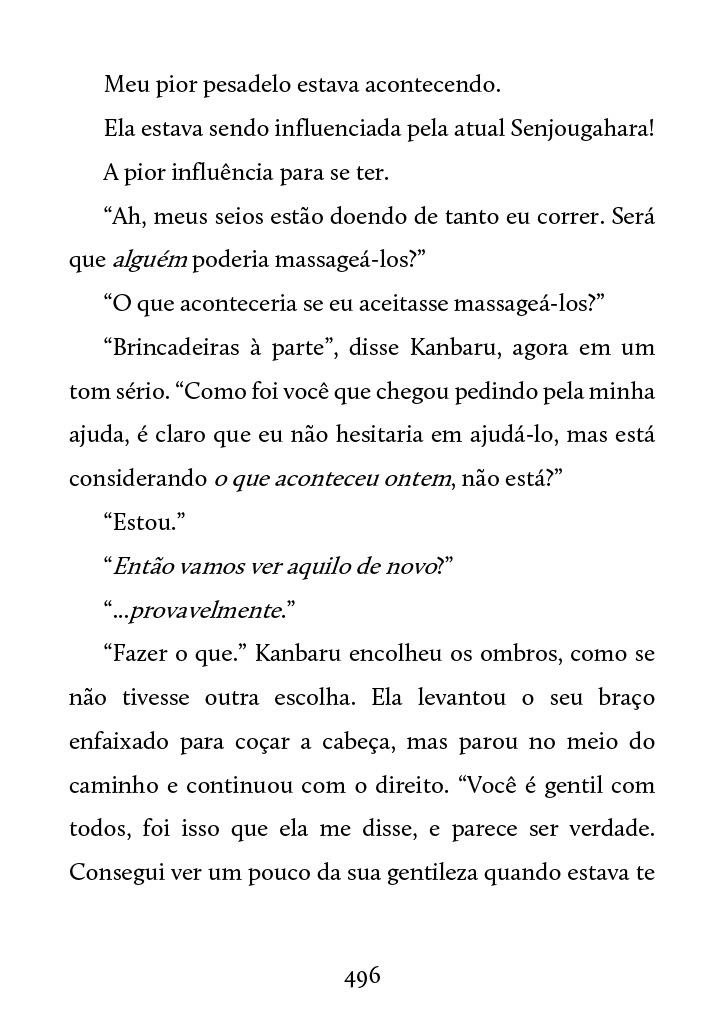 Meu pior pesadelo estava acontecendo.
Ela estava sendo influenciada pela atual Senjougahara!
A pior influência para se ter.
“Ah, meus seios estão doendo de tanto eu correr. Será
que alguém poderia massageá-los?”
“O que aconteceria se eu aceitasse massageá-los?”
“Brincadeiras à parte”, disse Kanbaru, agora em um
tom sério. “Como foi você que chegou pedindo pela minha
ajuda, é claro que eu não hesitaria em ajudá-lo, mas está
considerando o que aconteceu ontem, não está?”
“Estou.”
“Então vamos ver aquilo de novo?”
“...provavelmente.”
“Fazer o que.” Kanbaru encolheu os ombros, como se
não tivesse outra escolha. Ela levantou o seu braço
enfaixado para coçar a cabeça, mas parou no meio do
caminho e continuou com o direito. “Você é gentil com
todos, foi isso que ela me disse, e parece ser verdade.
Consegui ver um pouco da sua gentileza quando estava te
496